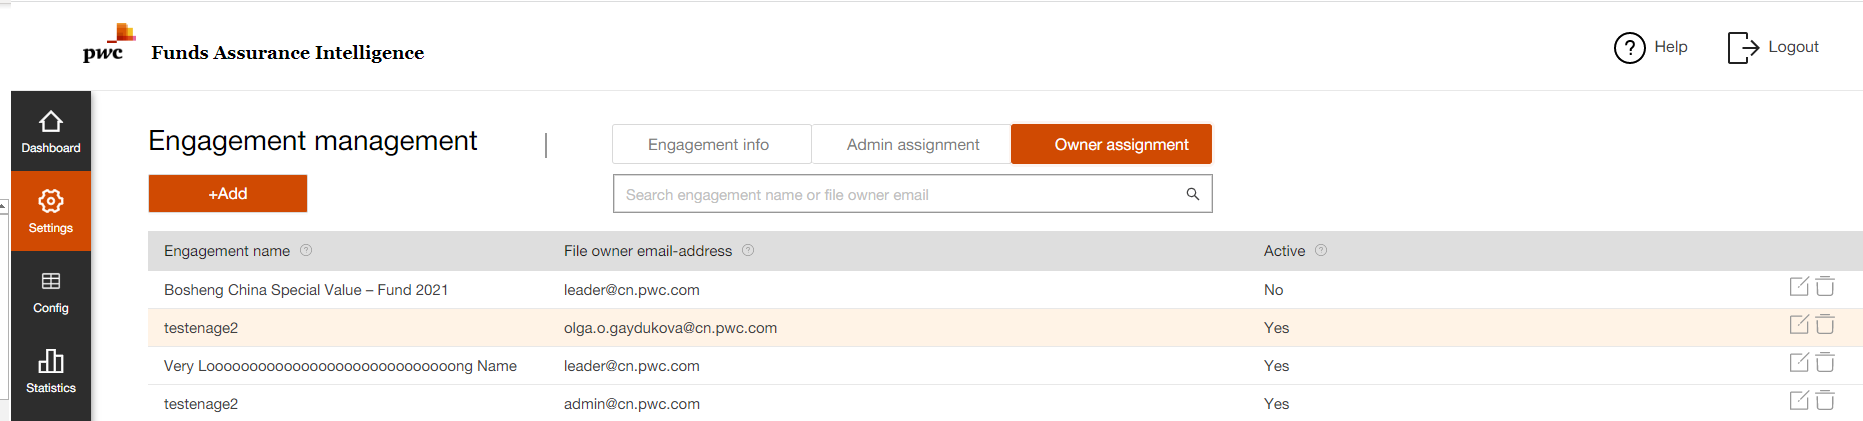 pwc Funds Assurance Intelligence
Help Logout
Dashboard
Settings
Config
Statistics
Engagement management | Engagement info Admin assignment Owner assignment
+Add Search engagement name or file owner email
Engagement name File owner email-address Active
Bosheng China Special Value – Fund 2021 leader@cn.pwc.com No
testenage2 olga.o.gaydukova@cn.pwc.com Yes
Very Looooooooooooooooooooooooooooong Name leader@cn.pwc.com Yes
testenage2 admin@cn.pwc.com Yes